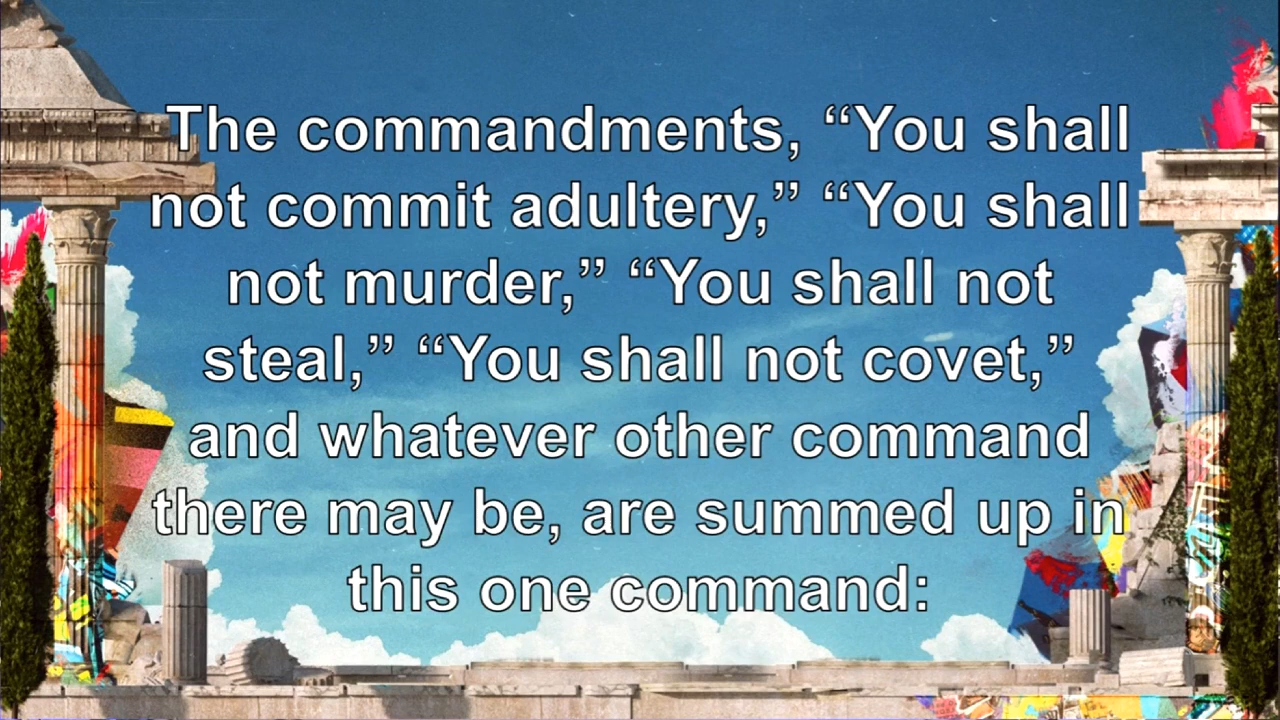 The commandments, “You shall
not commit adultery,” “You shall
not murder,” “You shall not
steal,” “You shall not covet,”
and whatever other command
there may be, are summed up in
this one command: